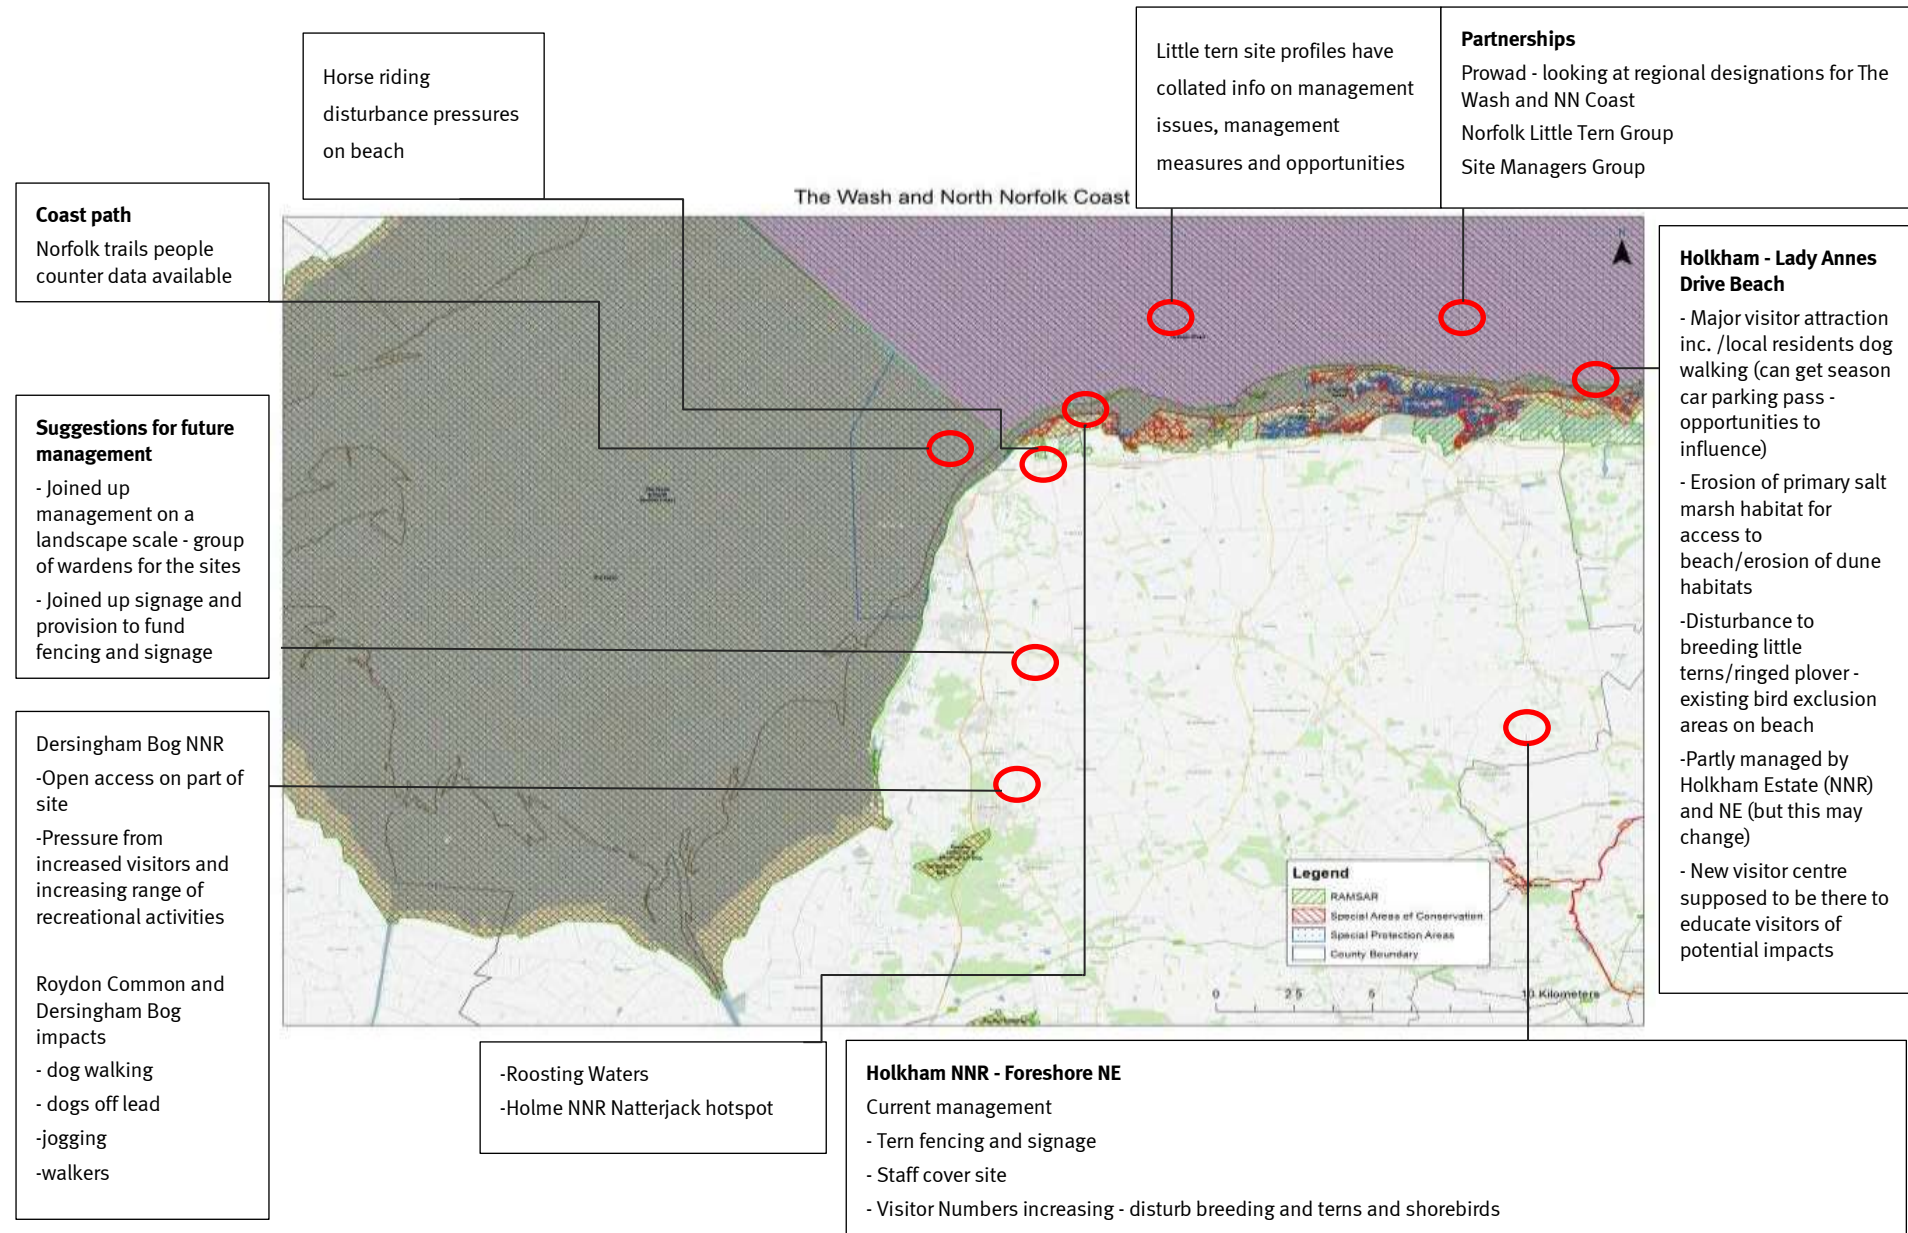 Horse riding
disturbance pressures
on beach
Little tern site profiles have
collated info on management
issues, management
measures and opportunities
Partnerships
Prowad - looking at regional designations for The
Wash and NN Coast
Norfolk Little Tern Group
Site Managers Group
The Wash and North Norfolk Coast
Coast path
Norfolk trails people
counter data available
Holkham - Lady Annes
Drive Beach
- Major visitor attraction
inc. /local residents dog
walking (can get season
car parking pass -
opportunities to
influence)
- Erosion of primary salt
marsh habitat for
access to
beach/erosion of dune
habitats
-Disturbance to
breeding little
terns/ringed plover -
existing bird exclusion
areas on beach
-Partly managed by
Holkham Estate (NNR)
and NE (but this may
change)
- New visitor centre
supposed to be there to
educate visitors of
potential impacts
Suggestions for future
management
- Joined up
management on a
landscape scale - group
of wardens for the sites
- Joined up signage and
provision to fund
fencing and signage
Dersingham Bog NNR
-Open access on part of
site
-Pressure from
increased visitors and
increasing range of
recreational activities
Roydon Common and
Dersingham Bog
impacts
- dog walking
- dogs off lead
-jogging
-walkers
Legend
RAMSAR
Special Areas of Conservation
Special Protection Areas
County Boundary
0 2.5 5 10 Kilometers
-Roosting Waters
-Holme NNR Natterjack hotspot
Holkham NNR - Foreshore NE
Current management
- Tern fencing and signage
- Staff cover site
- Visitor Numbers increasing - disturb breeding and terns and shorebirds